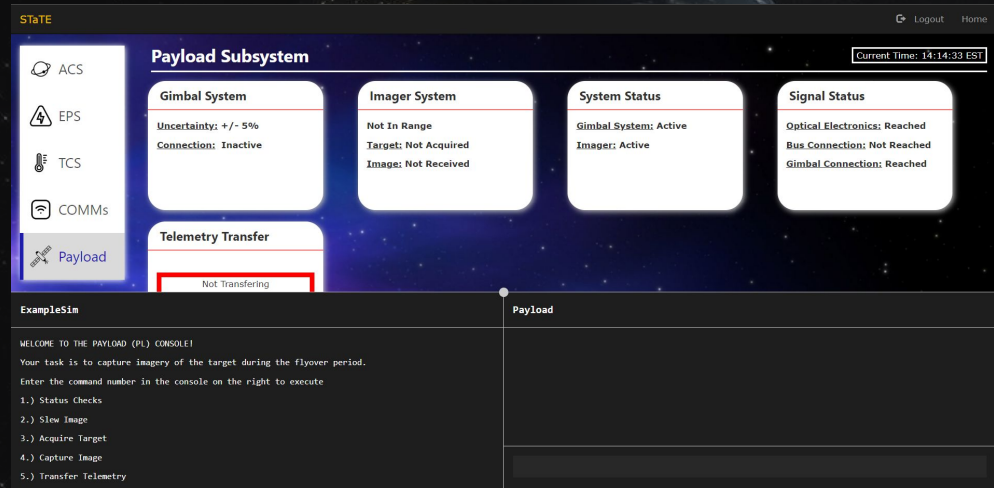 STaTE
Logout Home
ACS
EPS
TCS
COMMs
Payload
Payload Subsystem
Current Time: 14:14:33 EST
Gimbal System
Uncertainty: +/- 5%
Connection: Inactive
Imager System
Not In Range
Target: Not Acquired
Image: Not Received
System Status
Gimbal System: Active
Imager: Active
Signal Status
Optical Electronics: Reached
Bus Connection: Not Reached
Gimbal Connection: Reached
Telemetry Transfer
Not Transfering
ExampleSim
WELCOME TO THE PAYLOAD (PL) CONSOLE!
Your task is to capture imagery of the target during the flyover period.
Enter the command number in the console on the right to execute
1.) Status Checks
2.) Slew Image
3.) Acquire Target
4.) Capture Image
5.) Transfer Telemetry
Payload